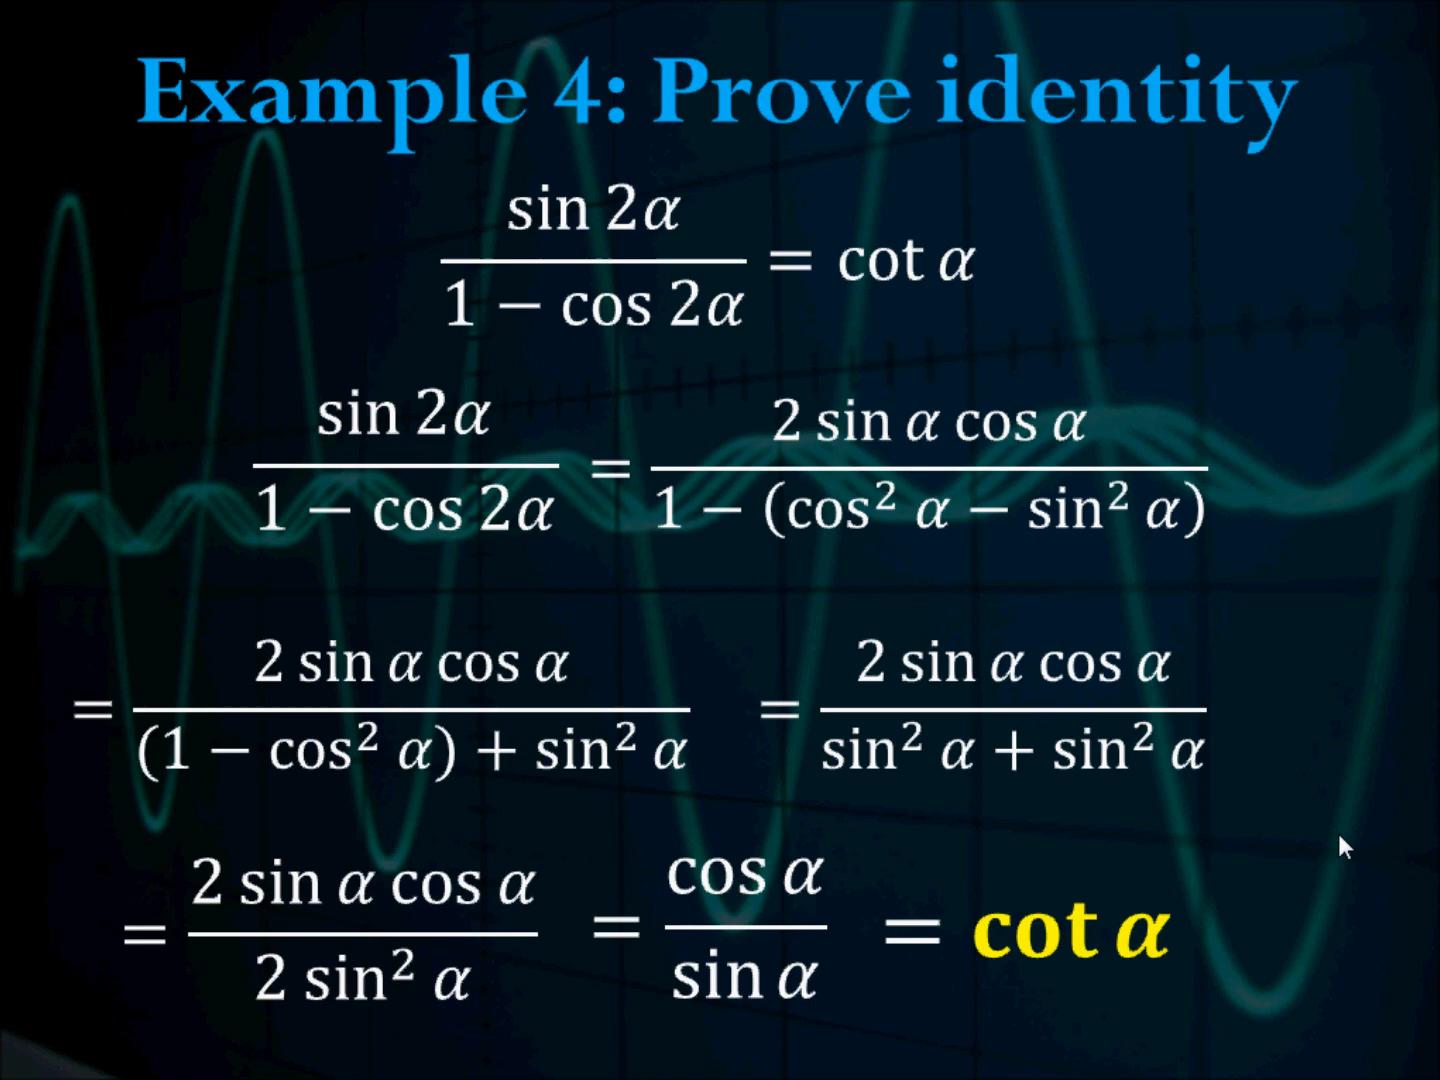 Example 4: Prove identity
sin 2α / 1 − cos 2α = cot α
sin 2α / 1 − cos 2α = 2 sin α cos α / 1 − (cos² α − sin² α)
= 2 sin α cos α / (1 − cos² α) + sin² α = 2 sin α cos α / sin² α + sin² α
= 2 sin α cos α / 2 sin² α = cos α / sin α = cot α